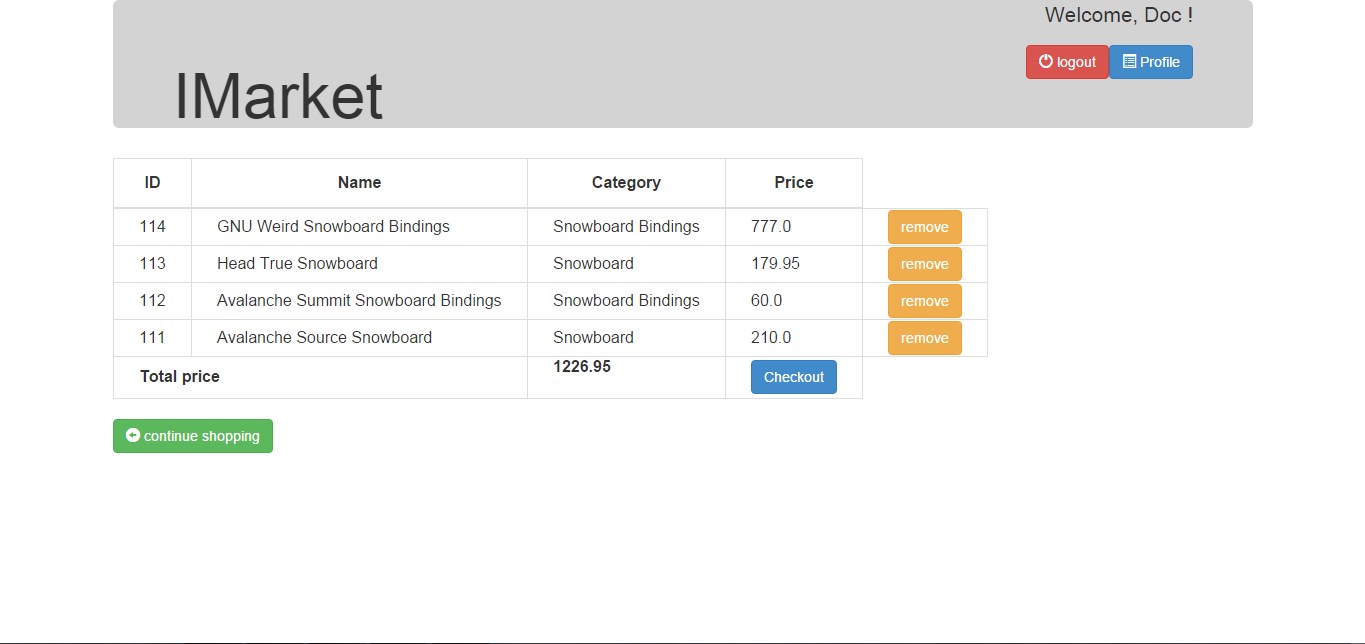 Welcome, Doc !
logout Profile
IMarket
ID Name Category Price
114 GNU Weird Snowboard Bindings Snowboard Bindings 777.0 remove
113 Head True Snowboard Snowboard 179.95 remove
112 Avalanche Summit Snowboard Bindings Snowboard Bindings 60.0 remove
111 Avalanche Source Snowboard Snowboard 210.0 remove
Total price 1226.95 Checkout
continue shopping